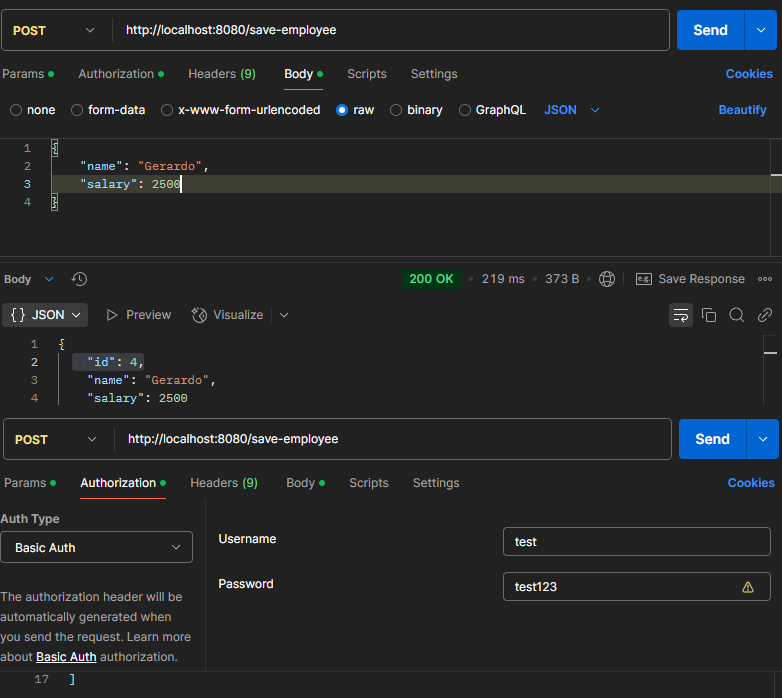 POST http://localhost:8080/save-employee Send
Params Authorization Headers (9) Body Scripts Settings Cookies
none form-data x-www-form-urlencoded raw binary GraphQL JSON Beautify
1 {
2 "name": "Gerardo",
3 "salary": 2500
4 }
Body 200 OK 219 ms 373 B e.g. Save Response
{} JSON Preview Visualize
1 {
2 "id": 4,
3 "name": "Gerardo",
4 "salary": 2500
POST http://localhost:8080/save-employee Send
Params Authorization Headers (9) Body Scripts Settings Cookies
Auth Type
Basic Auth
Username test
Password test123
The authorization header will be
automatically generated when
you send the request. Learn more
about Basic Auth authorization.
17 ]